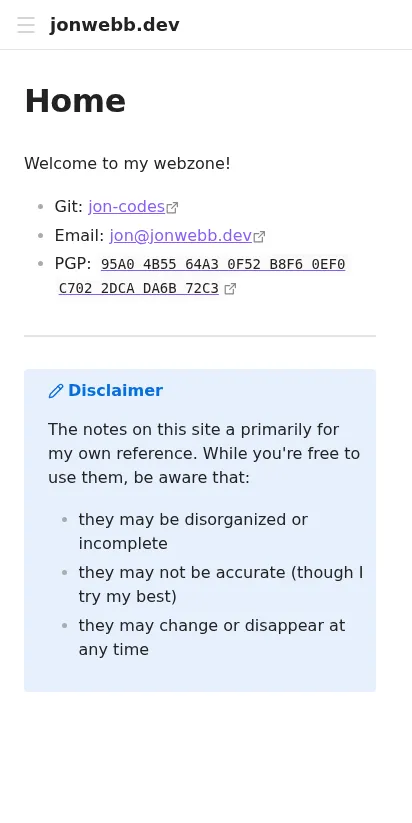 jonwebb.dev
Home
Welcome to my webzone!
Git: jon-codes
Email: jon@jonwebb.dev
PGP: 95A0 4B55 64A3 0F52 B8F6 0EF0
C702 2DCA DA6B 72C3
Disclaimer
The notes on this site a primarily for
my own reference. While you're free to
use them, be aware that:
they may be disorganized or
incomplete
they may not be accurate (though I
try my best)
they may change or disappear at
any time